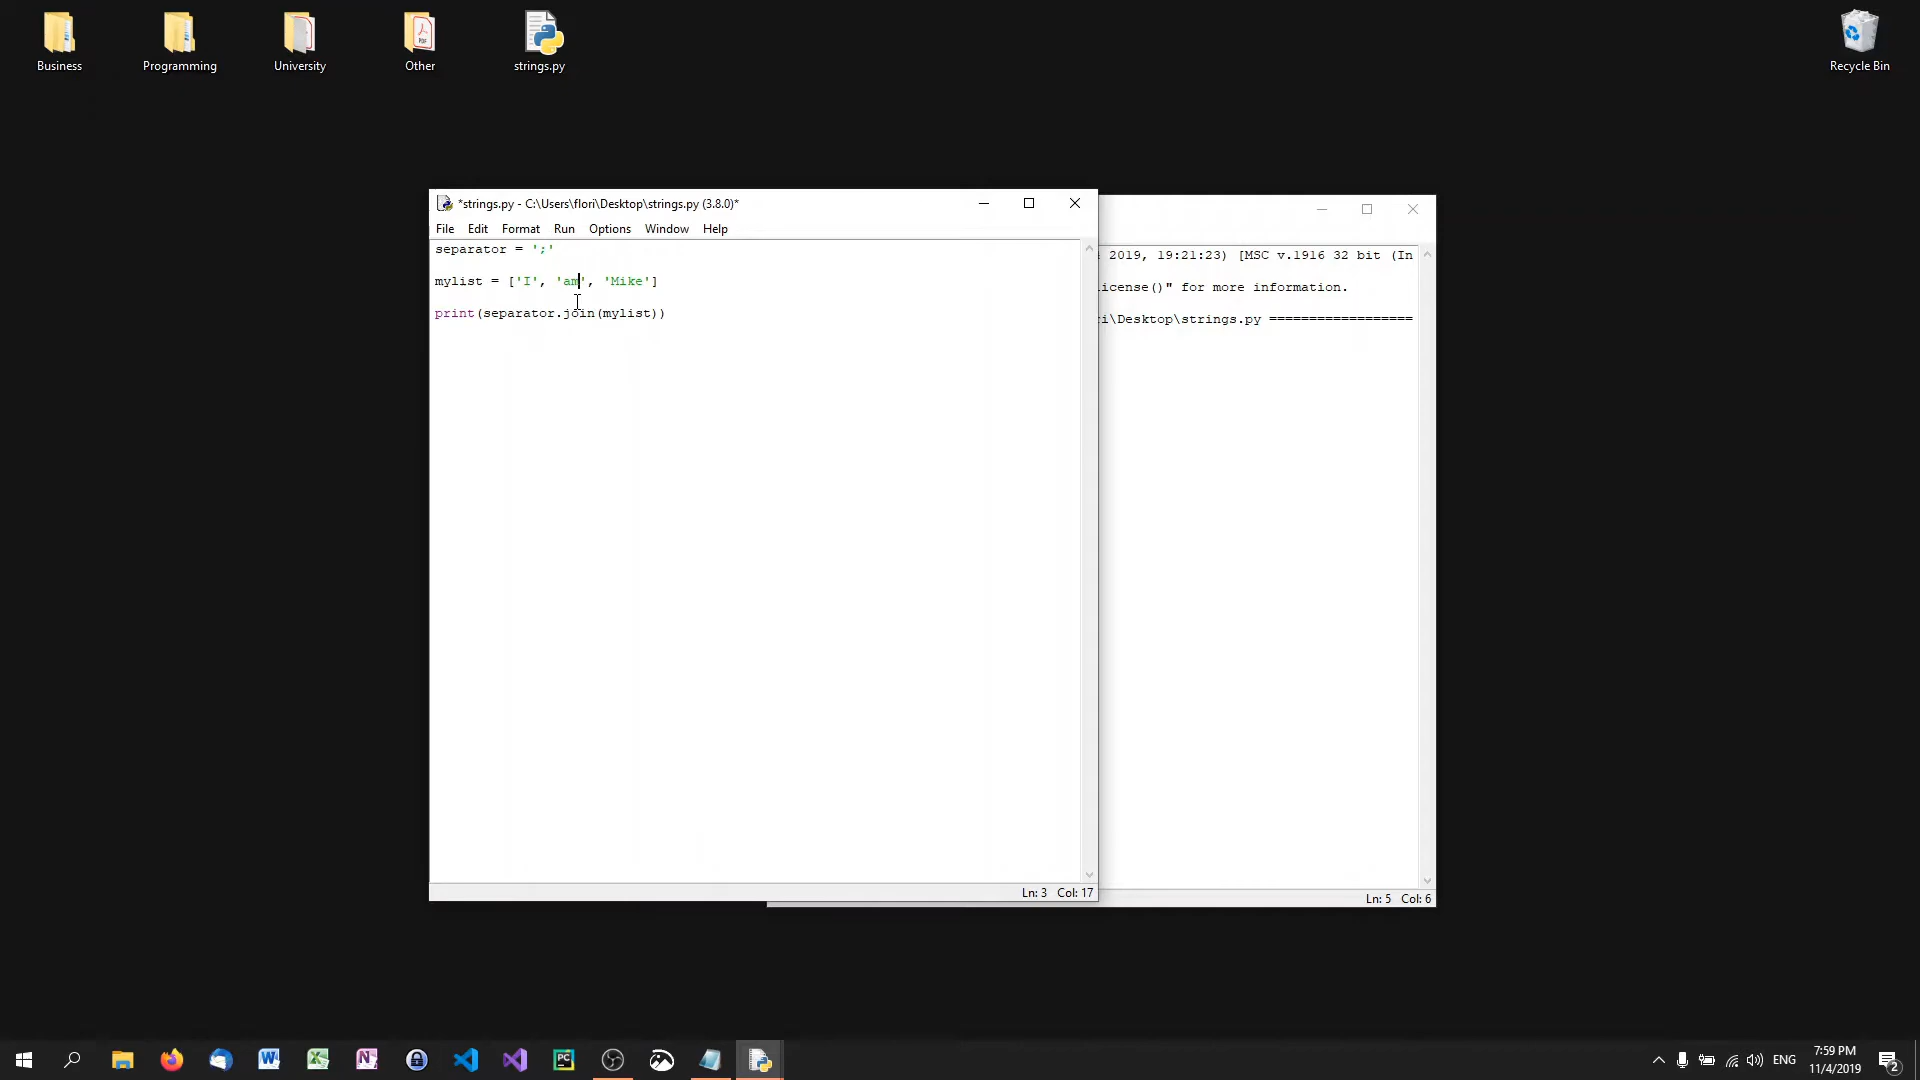 Business
Programming
University
Other
strings.py
Recycle Bin
*strings.py - C:\Users\flori\Desktop\strings.py (3.8.0)*
File Edit Format Run Options Window Help
separator = ';'
mylist = ['I', 'am', 'Mike']
print(separator.join(mylist))
Ln: 3 Col: 17
2019, 19:21:23) [MSC v.1916 32 bit (In
icense()" for more information.
ri\Desktop\strings.py ==================
Ln: 5 Col: 6
ENG
7:59 PM
11/4/2019
2